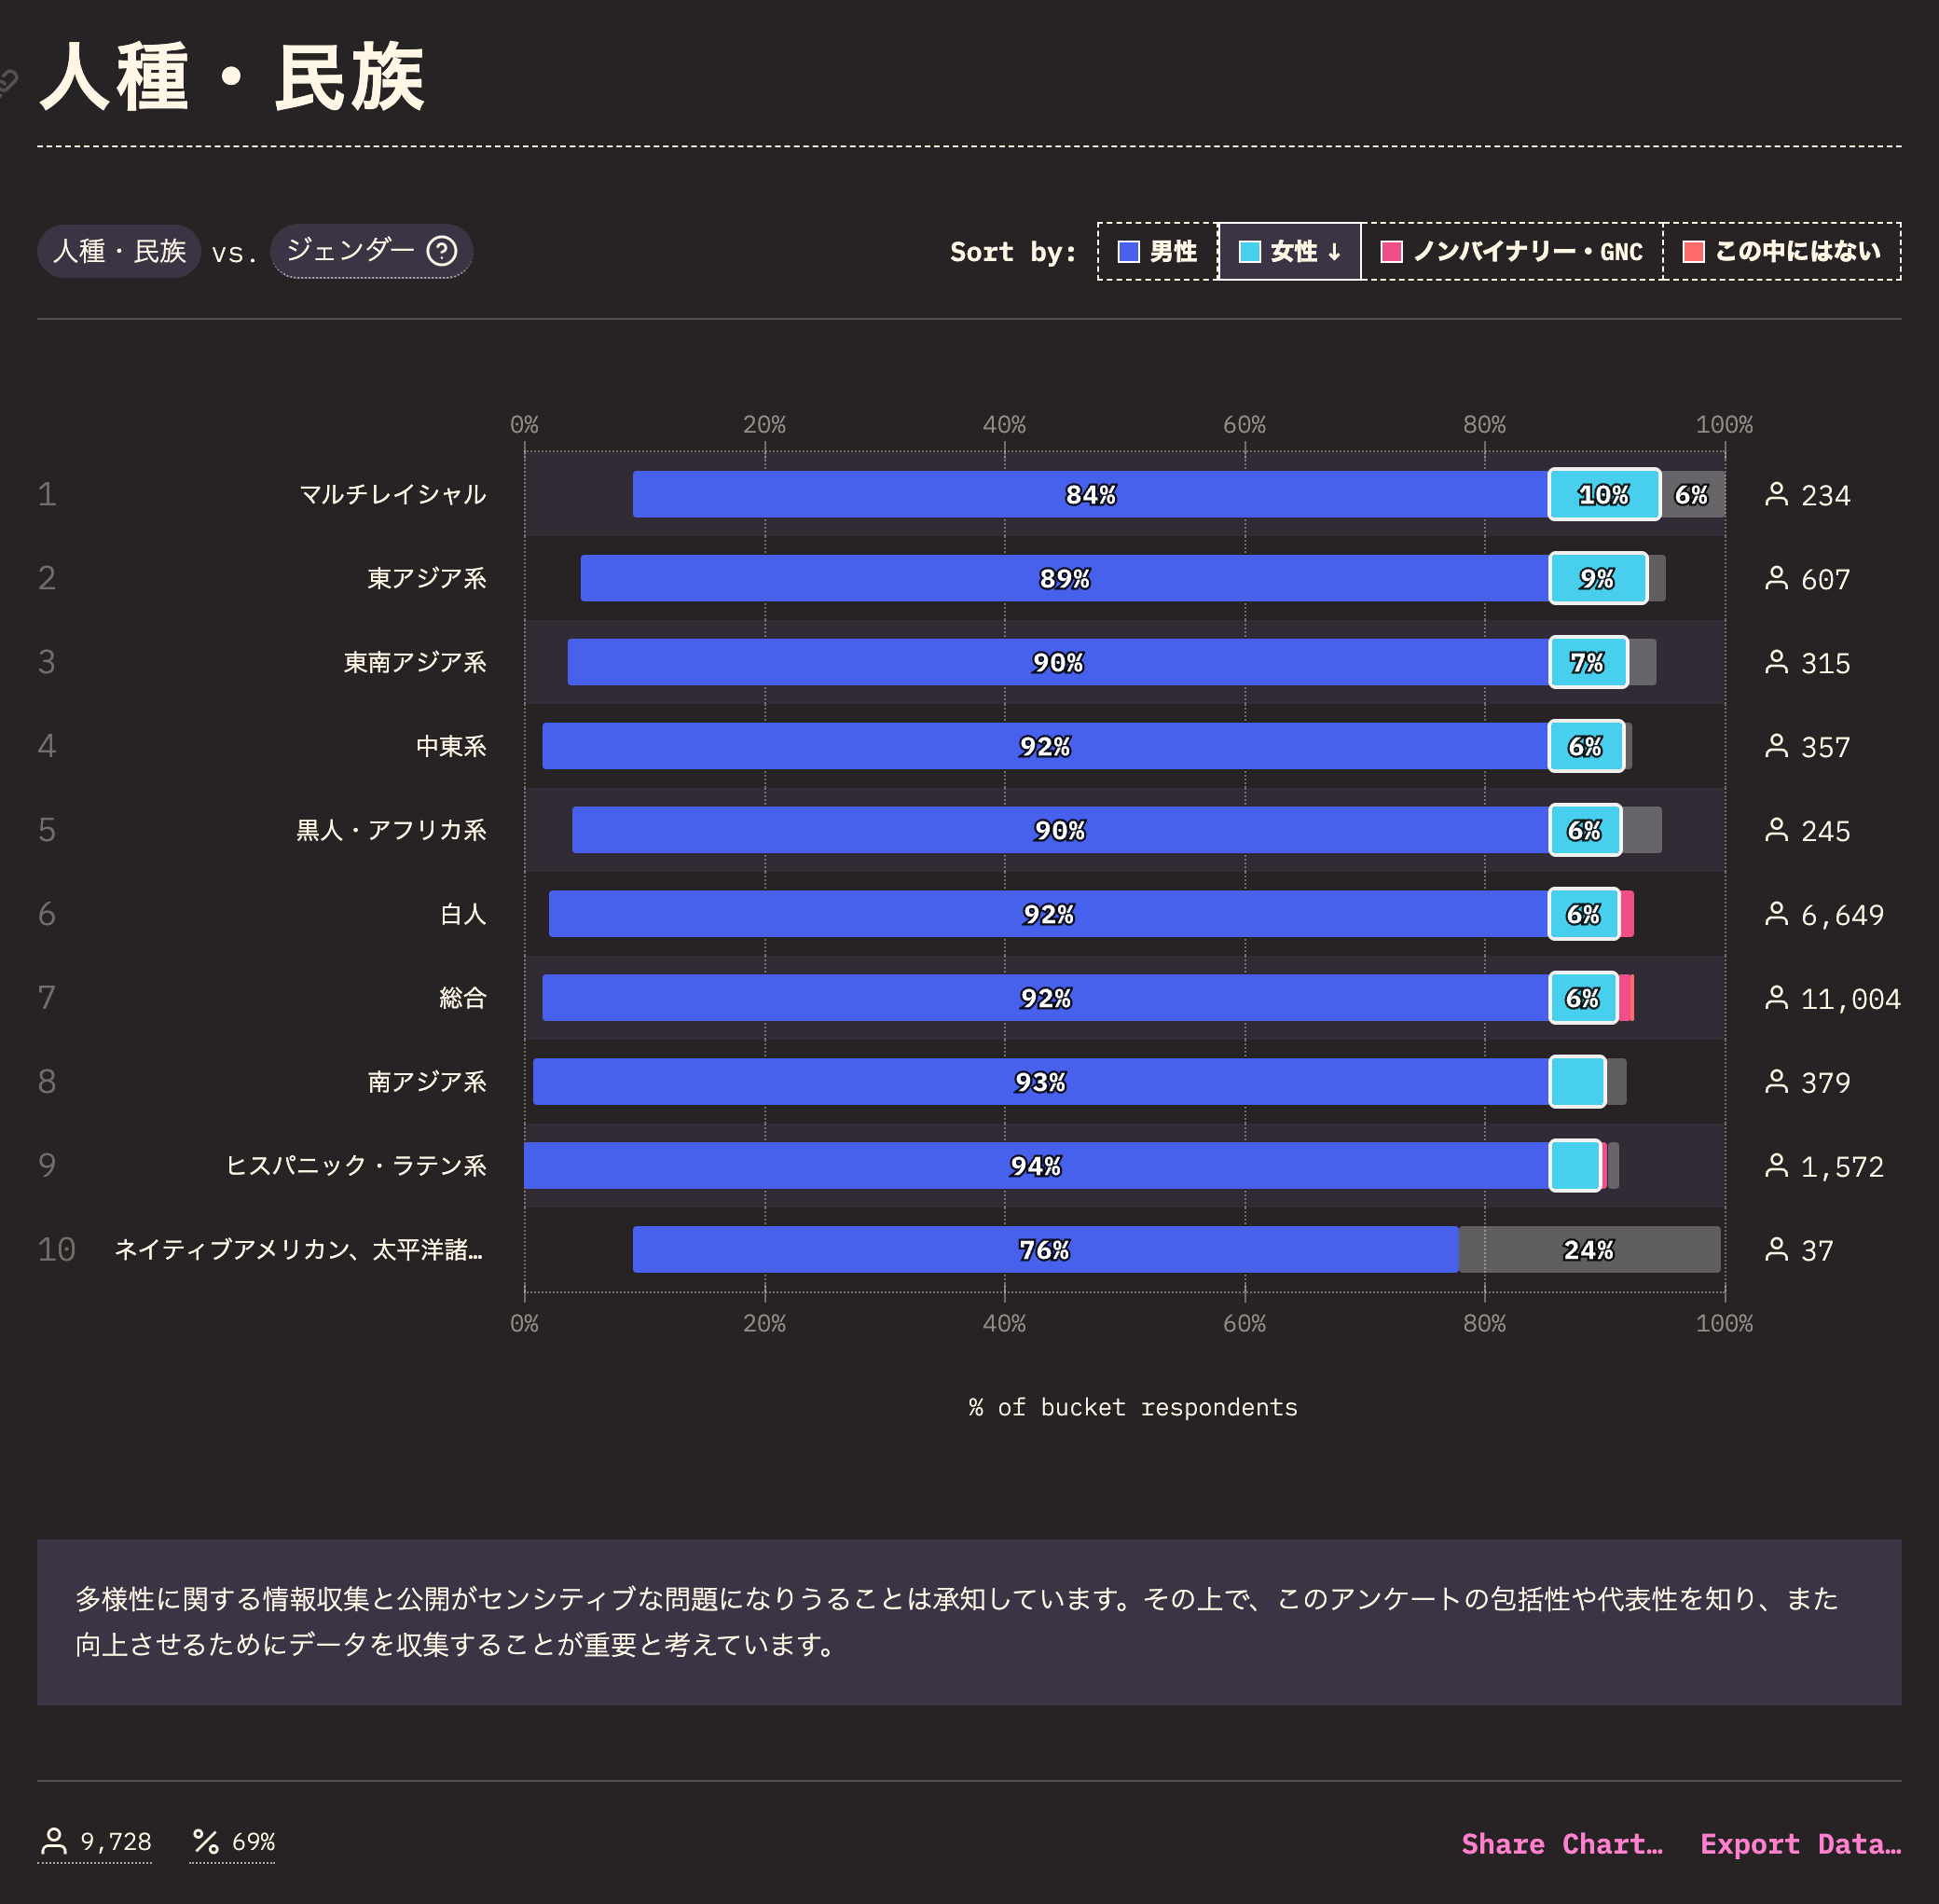 人種・民族
人種・民族 vs. ジェンダー ?
Sort by: 男性 女性 ↓ ノンバイナリー・GNC この中にはない
0% 20% 40% 60% 80% 100%
1 マルチレイシャル 84% 10% 6% 234
2 東アジア系 89% 9% 607
3 東南アジア系 90% 7% 315
4 中東系 92% 6% 357
5 黒人・アフリカ系 90% 6% 245
6 白人 92% 6% 6,649
7 総合 92% 6% 11,004
8 南アジア系 93% 379
9 ヒスパニック・ラテン系 94% 1,572
10 ネイティブアメリカン、太平洋諸… 76% 24% 37
0% 20% 40% 60% 80% 100%
% of bucket respondents
多様性に関する情報収集と公開がセンシティブな問題になりうることは承知しています。その上で、このアンケートの包括性や代表性を知り、また
向上させるためにデータを収集することが重要と考えています。
9,728 % 69% Share Chart… Export Data…